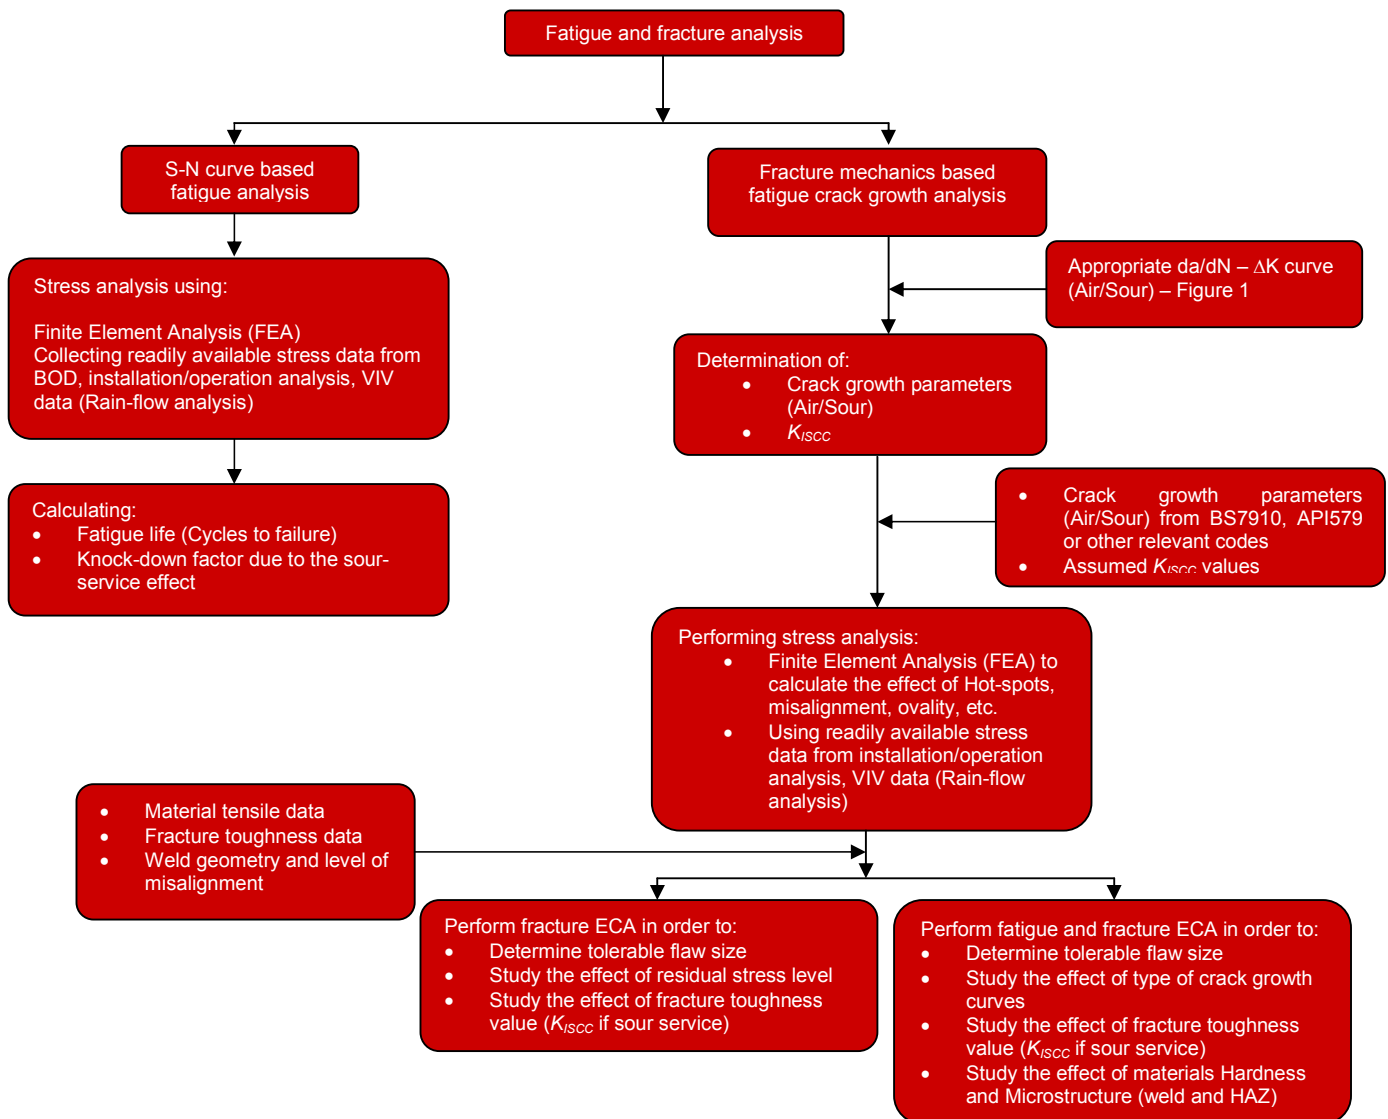 Fatigue and fracture analysis
S-N curve based
fatigue analysis
Fracture mechanics based
fatigue crack growth analysis
Stress analysis using:
Finite Element Analysis (FEA)
Collecting readily available stress data from
BOD, installation/operation analysis, VIV
data (Rain-flow analysis)
Appropriate da/dN – ΔK curve
(Air/Sour) – Figure 1
Determination of:
• Crack growth parameters
(Air/Sour)
• KISCC
Calculating:
• Fatigue life (Cycles to failure)
• Knock-down factor due to the sour-
service effect
• Crack growth parameters
(Air/Sour) from BS7910, API579
or other relevant codes
• Assumed KISCC values
Performing stress analysis:
• Finite Element Analysis (FEA) to
calculate the effect of Hot-spots,
misalignment, ovality, etc.
• Using readily available stress
data from installation/operation
analysis, VIV data (Rain-flow
analysis)
• Material tensile data
• Fracture toughness data
• Weld geometry and level of
misalignment
Perform fracture ECA in order to:
• Determine tolerable flaw size
• Study the effect of residual stress level
• Study the effect of fracture toughness
value (KISCC if sour service)
Perform fatigue and fracture ECA in order to:
• Determine tolerable flaw size
• Study the effect of type of crack growth
curves
• Study the effect of fracture toughness
value (KISCC if sour service)
• Study the effect of materials Hardness
and Microstructure (weld and HAZ)